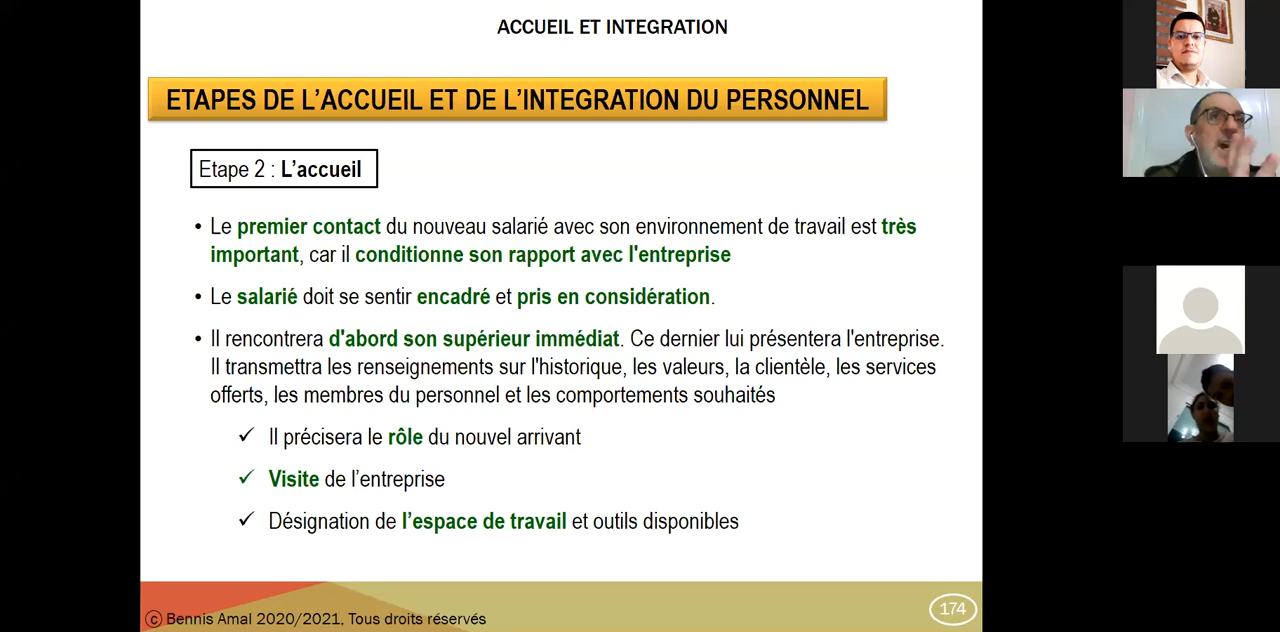 ACCUEIL ET INTEGRATION
ETAPES DE L’ACCUEIL ET DE L’INTEGRATION DU PERSONNEL
Etape 2 : L’accueil
• Le premier contact du nouveau salarié avec son environnement de travail est très
important, car il conditionne son rapport avec l'entreprise
• Le salarié doit se sentir encadré et pris en considération.
• Il rencontrera d'abord son supérieur immédiat. Ce dernier lui présentera l'entreprise.
Il transmettra les renseignements sur l'historique, les valeurs, la clientèle, les services
offerts, les membres du personnel et les comportements souhaités
✓ Il précisera le rôle du nouvel arrivant
✓ Visite de l’entreprise
✓ Désignation de l’espace de travail et outils disponibles
© Bennis Amal 2020/2021, Tous droits réservés
174